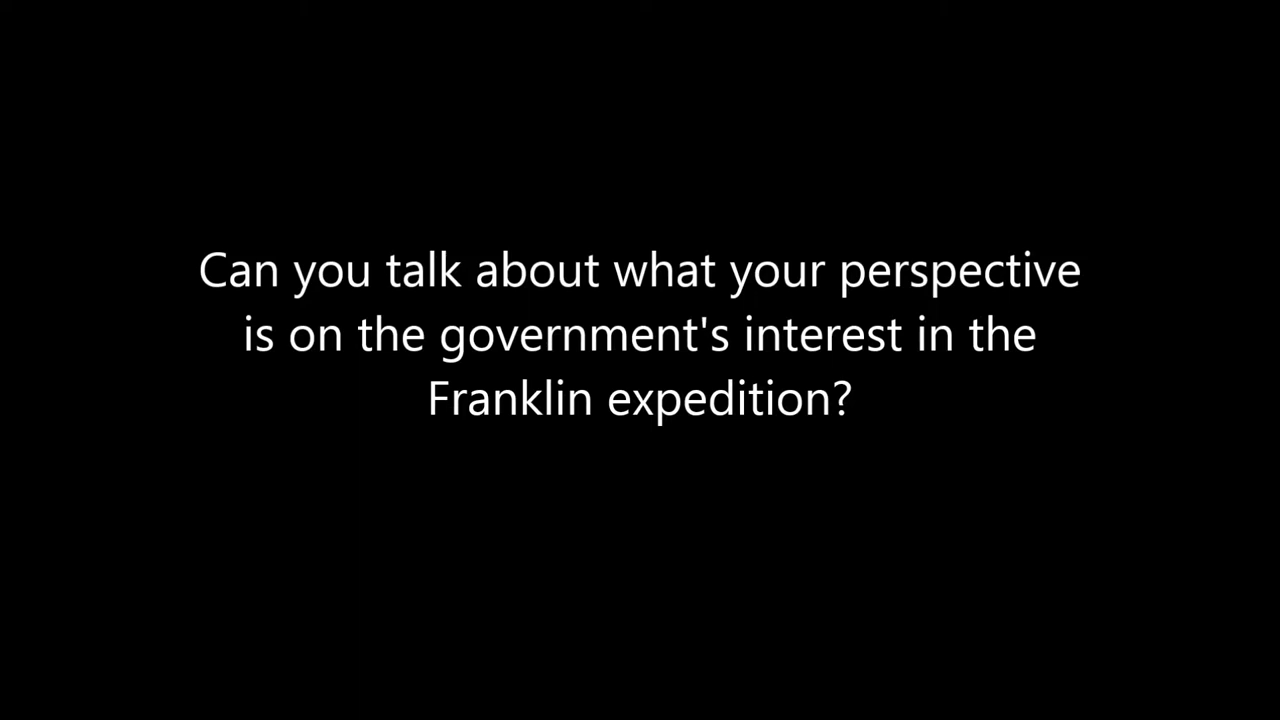 Can you talk about what your perspective
is on the government's interest in the
Franklin expedition?